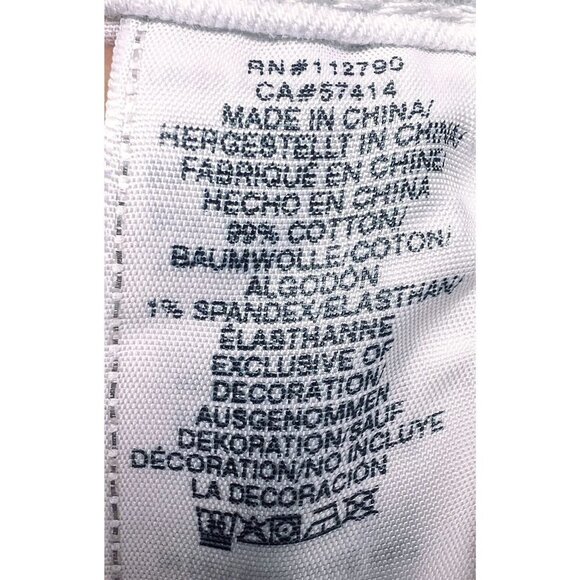 RN#112790
CA#57414
MADE IN CHINA/
HERGESTELLT IN CHINA/
FABRIQUÉ EN CHINE/
HECHO EN CHINA
99% COTTON/
BAUMWOLLE/COTON/
ALGODÓN
1% SPANDEX/ELASTHAN/
ÉLASTHANNE
EXCLUSIVE OF
DECORATION/
AUSGENOMMEN
DEKORATION/SAUF
DÉCORATION/NO INCLUYE
LA DECORACIÓN